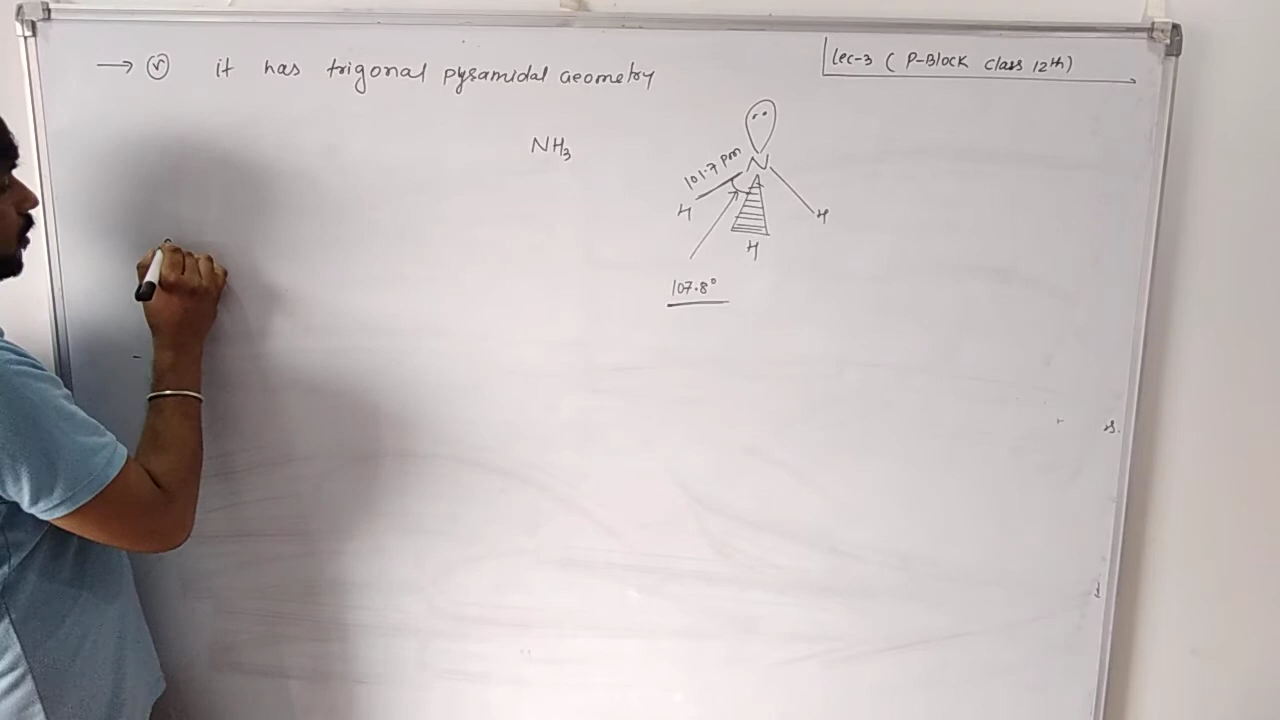 Lec-3 ( P-Block class 12th)
→ (v) it has trigonal pyramidal Geometry
NH3
101.7 pm
N
H
H
H
107.8°